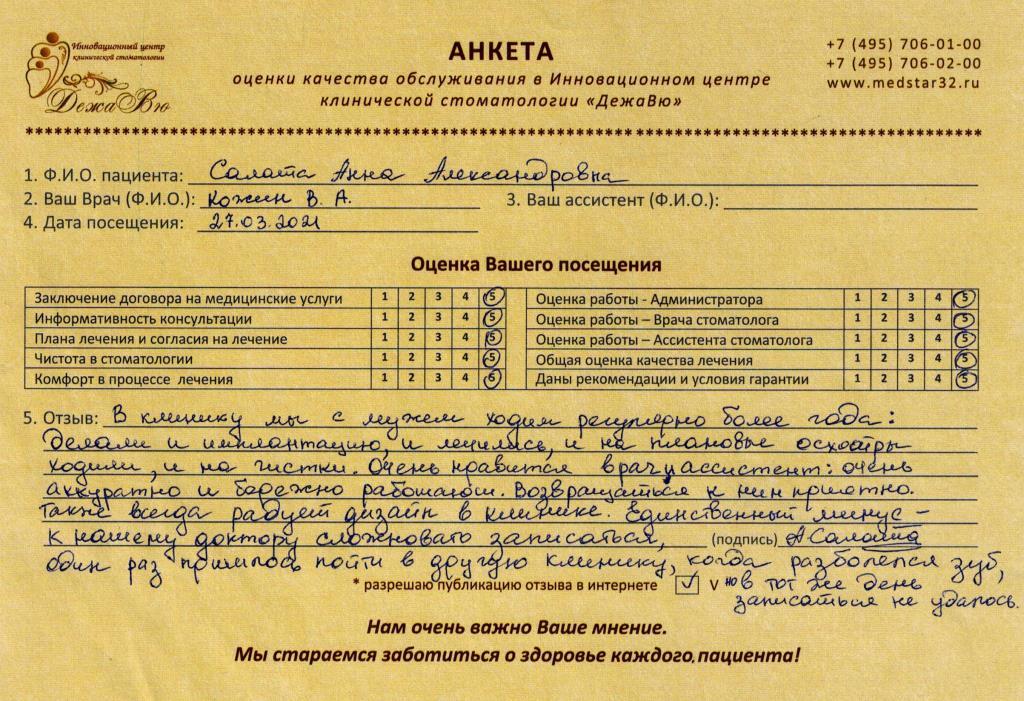 Инновационный центр
клинической стоматологии
ДежаВю
АНКЕТА
оценки качества обслуживания в Инновационном центре
клинической стоматологии «ДежаВю»
+7 (495) 706-01-00
+7 (495) 706-02-00
www.medstar32.ru
1. Ф.И.О. пациента: Салата Анна Александровна
2. Ваш Врач (Ф.И.О.): Кожин В. А. 3. Ваш ассистент (Ф.И.О.):
4. Дата посещения: 27.03.2021
Оценка Вашего посещения
Заключение договора на медицинские услуги 1 2 3 4 5
Информативность консультации 1 2 3 4 5
Плана лечения и согласия на лечение 1 2 3 4 5
Чистота в стоматологии 1 2 3 4 5
Комфорт в процессе лечения 1 2 3 4 5
Оценка работы - Администратора 1 2 3 4 5
Оценка работы – Врача стоматолога 1 2 3 4 5
Оценка работы – Ассистента стоматолога 1 2 3 4 5
Общая оценка качества лечения 1 2 3 4 5
Даны рекомендации и условия гарантии 1 2 3 4 5
5. Отзыв: В клинику мы с мужем ходим регулярно более года:
делали и имплантацию, и лечились, и на плановые осмотры
ходили, и на чистки. Очень нравится врач и ассистент: очень
аккуратно и бережно работают. Возвращаться к ним приятно.
Также всегда радует дизайн в клинике. Единственный минус –
к нашему доктору сложновато записаться, (подпись) АСалата
один раз пришлось пойти в другую клинику, когда разболелся зуб,
* разрешаю публикацию отзыва в интернете ✓ V но в тот же день
записаться не удалось.
Нам очень важно Ваше мнение.
Мы стараемся заботиться о здоровье каждого пациента!